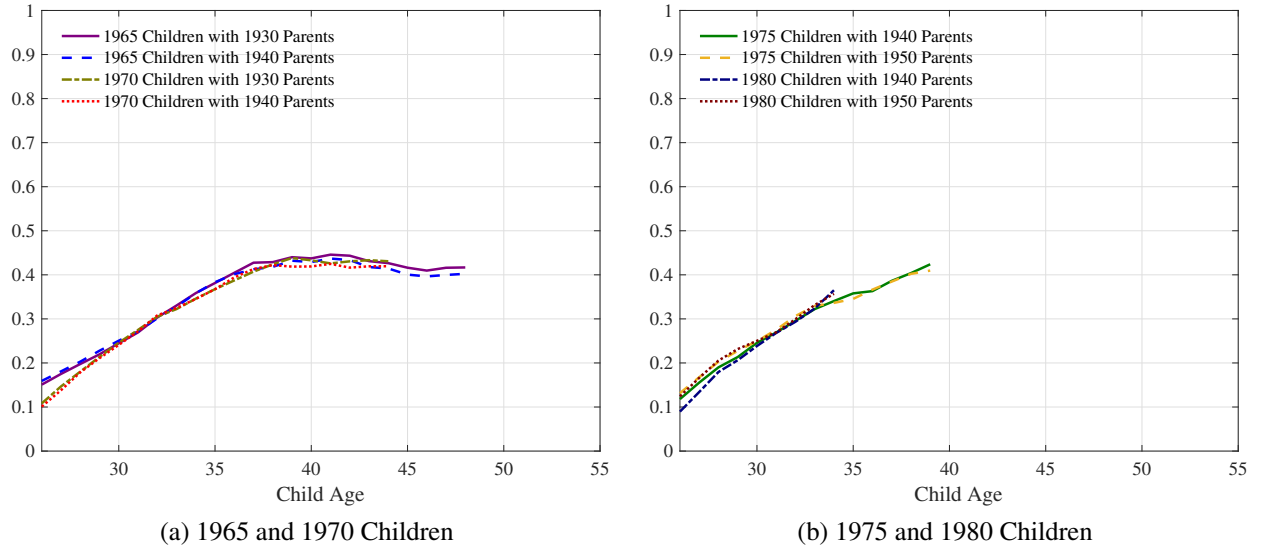 1
0.9
0.8
0.7
0.6
0.5
0.4
0.3
0.2
0.1
0
1965 Children with 1930 Parents
1965 Children with 1940 Parents
1970 Children with 1930 Parents
1970 Children with 1940 Parents
30 35 40 45 50 55
Child Age
(a) 1965 and 1970 Children
1
0.9
0.8
0.7
0.6
0.5
0.4
0.3
0.2
0.1
0
1975 Children with 1940 Parents
1975 Children with 1950 Parents
1980 Children with 1940 Parents
1980 Children with 1950 Parents
30 35 40 45 50 55
Child Age
(b) 1975 and 1980 Children